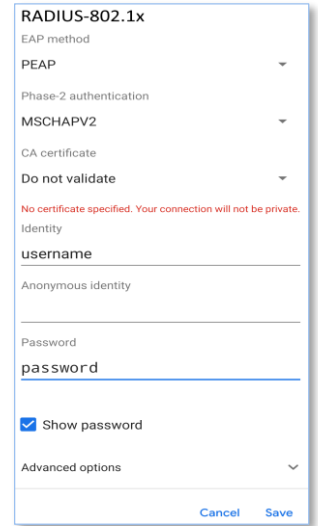 RADIUS-802.1x
EAP method
PEAP
Phase-2 authentication
MSCHAPV2
CA certificate
Do not validate
No certificate specified. Your connection will not be private.
Identity
username
Anonymous identity
Password
password
Show password
Advanced options
Cancel Save